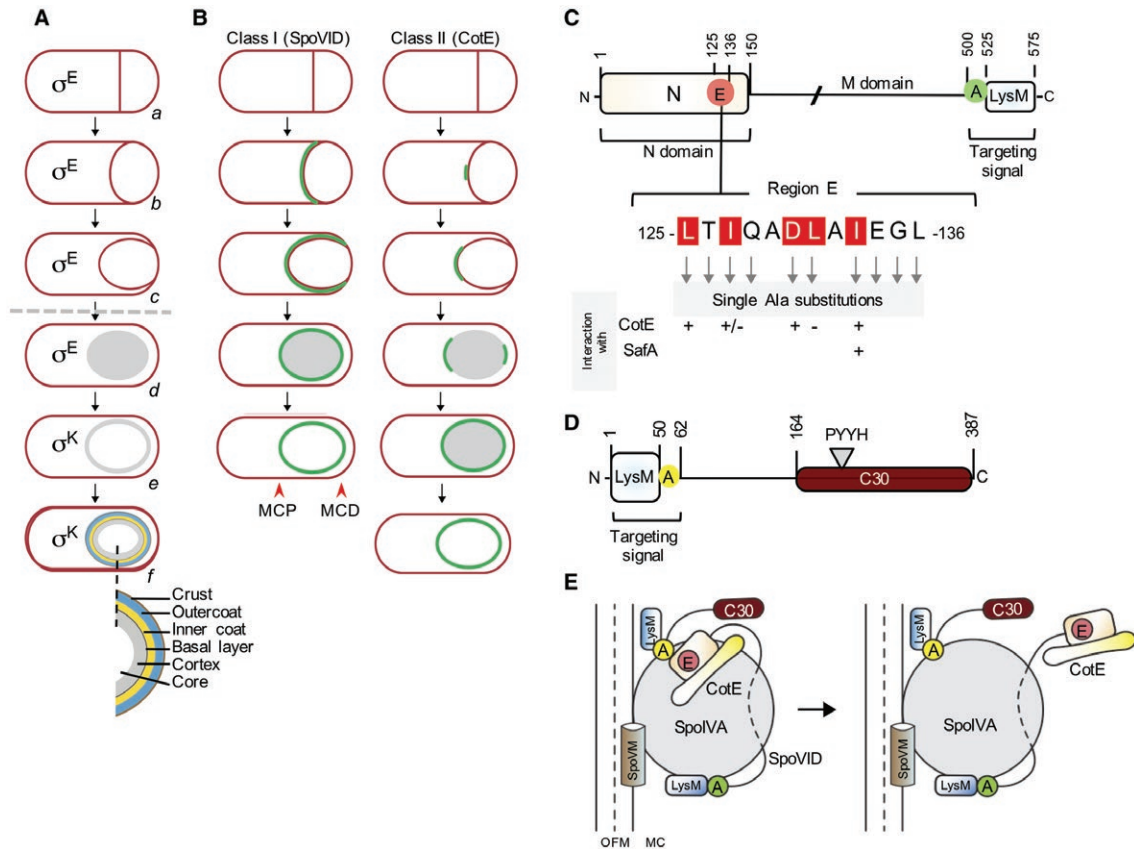 A
σE
a
σE
b
σE
c
σE
d
σK
e
σK
f
Crust
Outercoat
Inner coat
Basal layer
Cortex
Core
B
Class I (SpoVID)
Class II (CotE)
MCP
MCD
C
1
125
136
150
500
525
575
N
N
E
M domain
A
LysM
C
N domain
Targeting
signal
Region E
125 - L T I Q A D L A I E G L -136
Single Ala substitutions
Interaction
with
CotE + +/- + - +
SafA +
D
1
50
62
164
PYYH
387
N
LysM
A
C30
C
Targeting
signal
E
LysM
A
C30
E
CotE
SpoIVA
SpoVM
SpoVID
LysM
A
OFM
MC
LysM
A
C30
E
CotE
SpoIVA
SpoVM
LysM
A